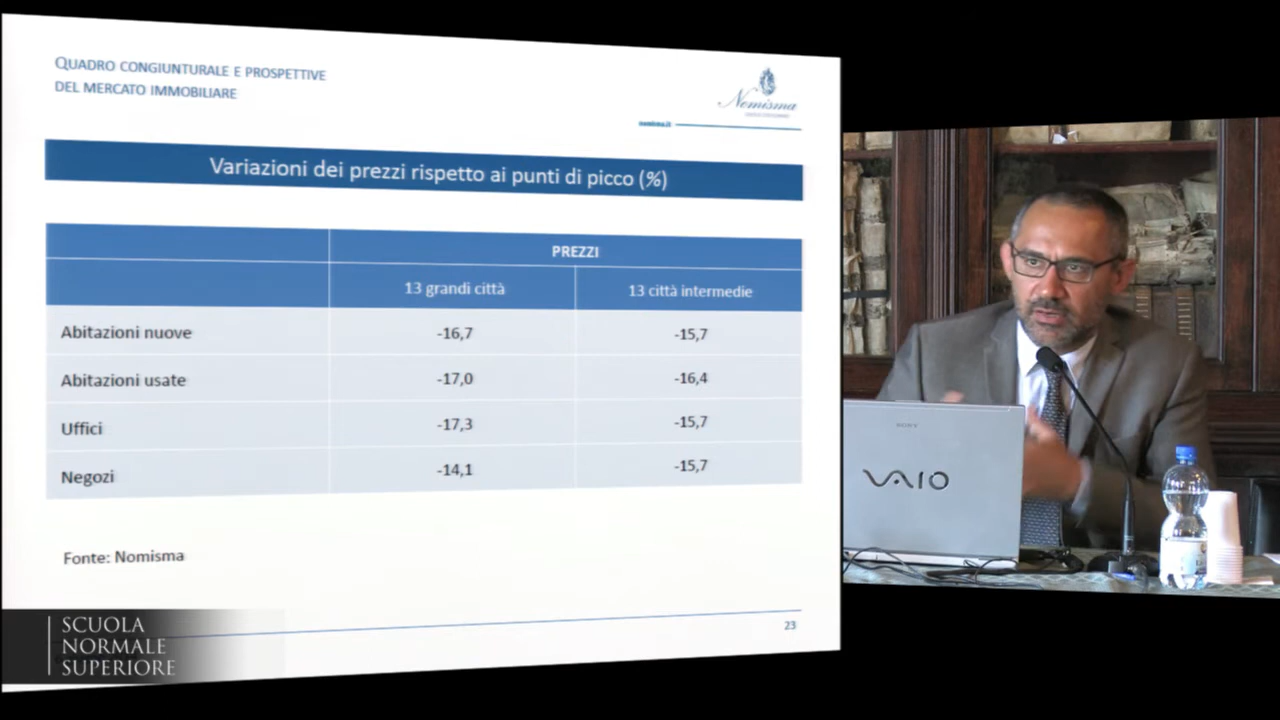 QUADRO CONGIUNTURALE E PROSPETTIVE
DEL MERCATO IMMOBILIARE
Nomisma
nomisma.it
Variazioni dei prezzi rispetto ai punti di picco (%)
PREZZI
13 grandi città 13 città intermedie
Abitazioni nuove -16,7 -15,7
Abitazioni usate -17,0 -16,4
Uffici -17,3 -15,7
Negozi -14,1 -15,7
Fonte: Nomisma
23
SCUOLA
NORMALE
SUPERIORE
SONY
VAIO